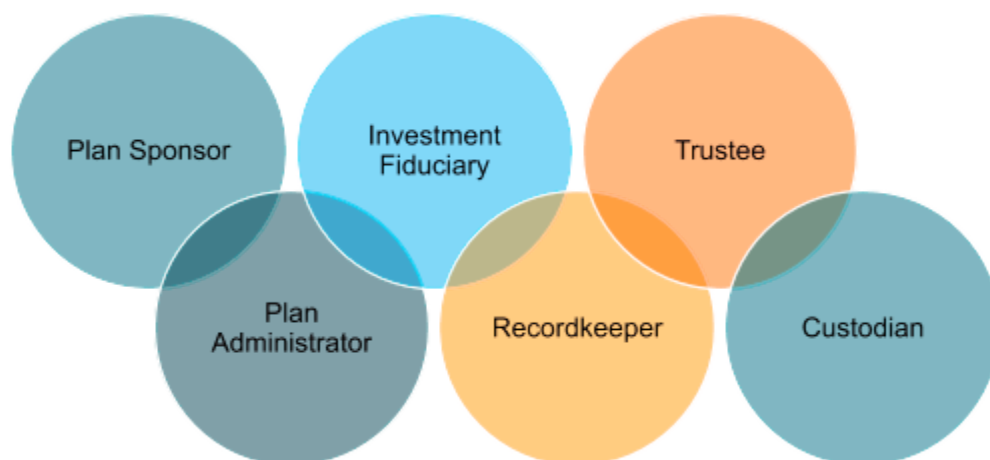 Plan Sponsor
Investment
Fiduciary
Trustee
Plan
Administrator
Recordkeeper
Custodian